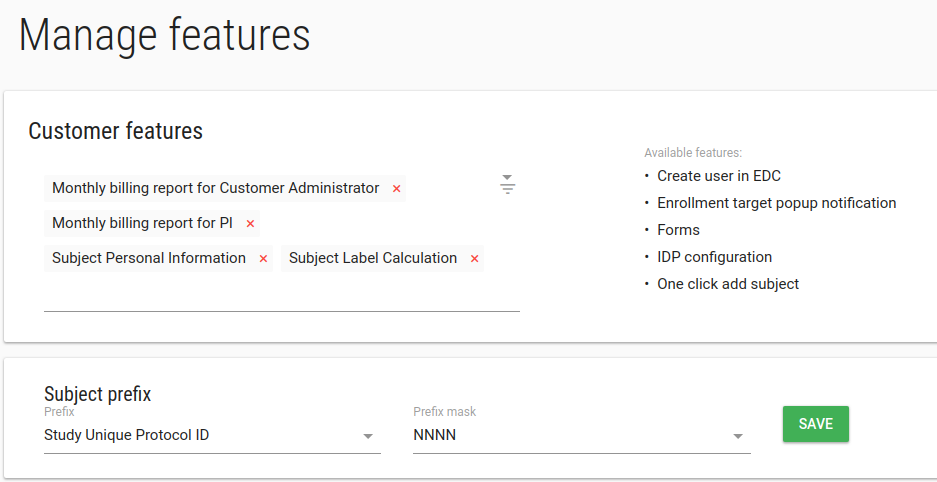 Manage features
Customer features
Monthly billing report for Customer Administrator ×
Monthly billing report for PI ×
Subject Personal Information × Subject Label Calculation ×
Available features:
• Create user in EDC
• Enrollment target popup notification
• Forms
• IDP configuration
• One click add subject
Subject prefix
Prefix
Study Unique Protocol ID
Prefix mask
NNNN
SAVE